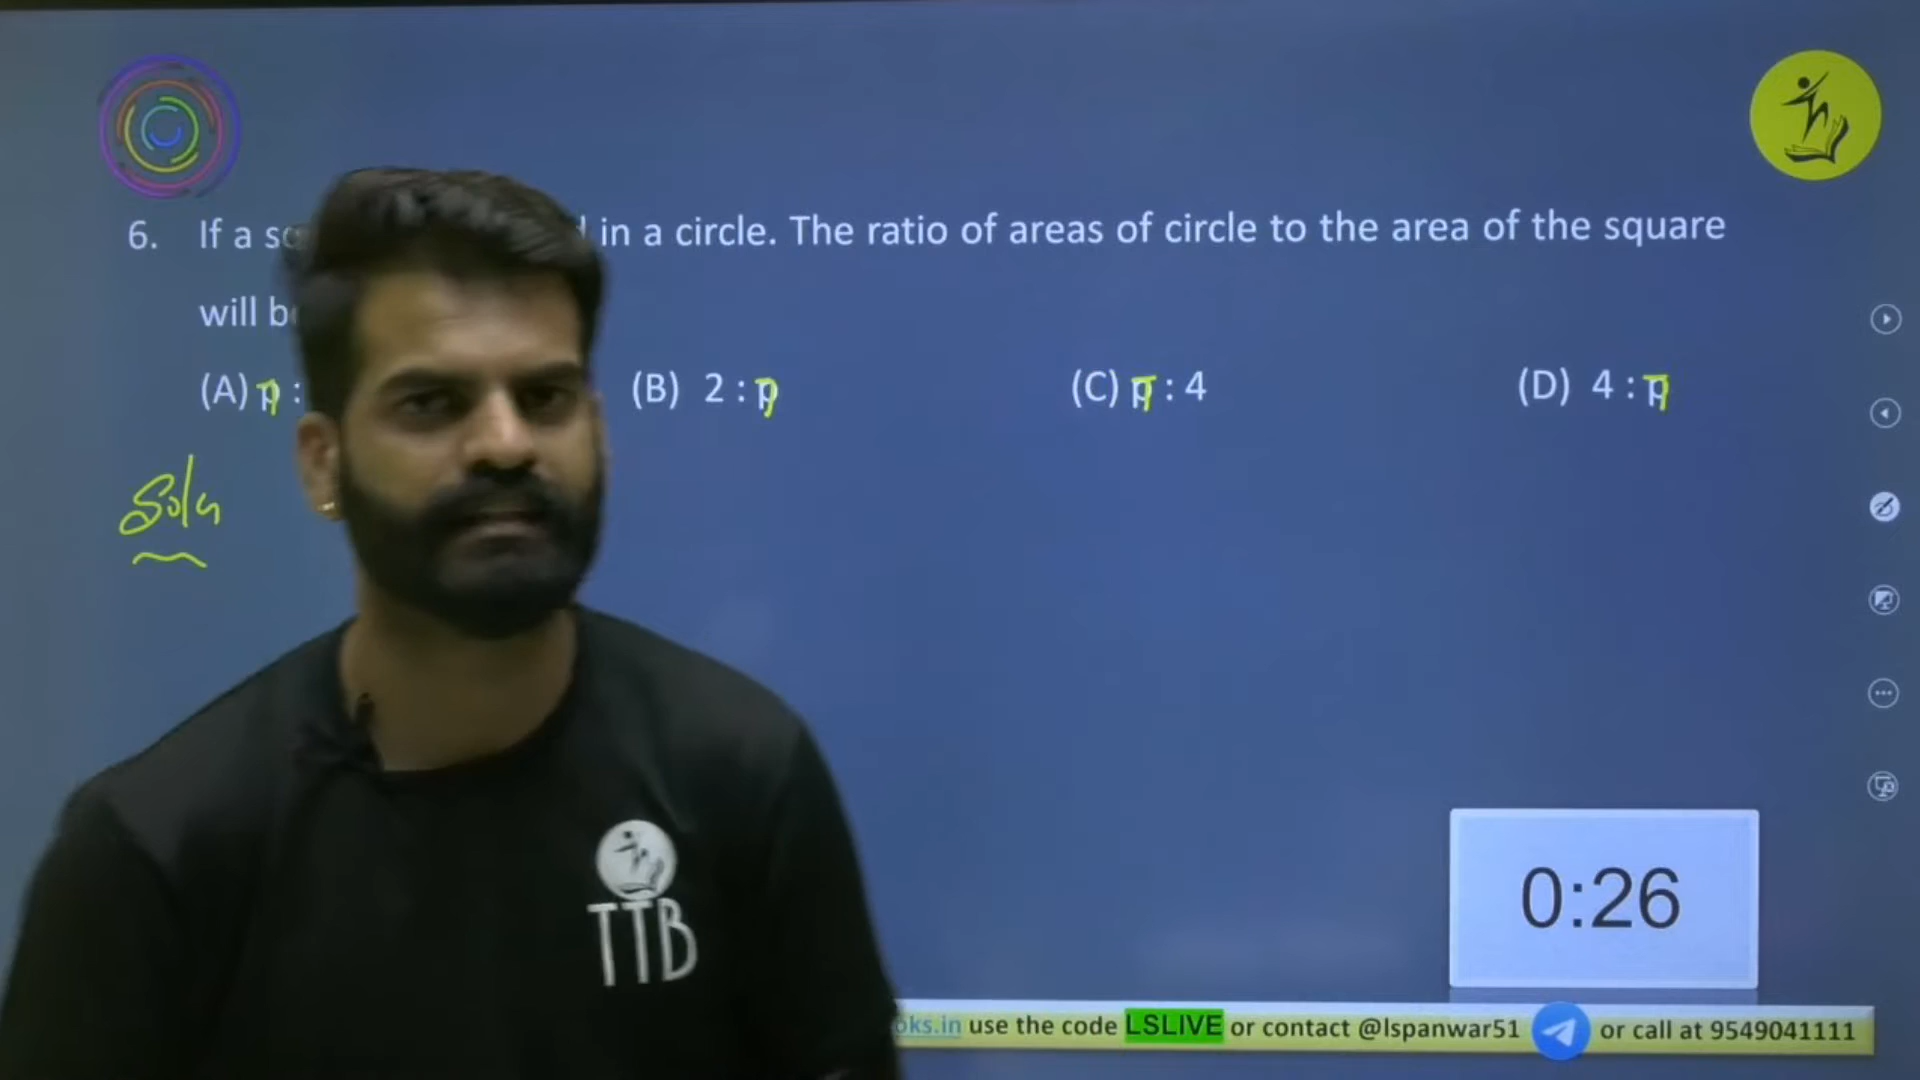 6. If a in a circle. The ratio of areas of circle to the area of the square
will
(A) π : (B) 2 : π (C) π : 4 (D) 4 : π
Soln
TTB
0:26
use the code LSLIVE or contact @lspanwar51 or call at 9549041111